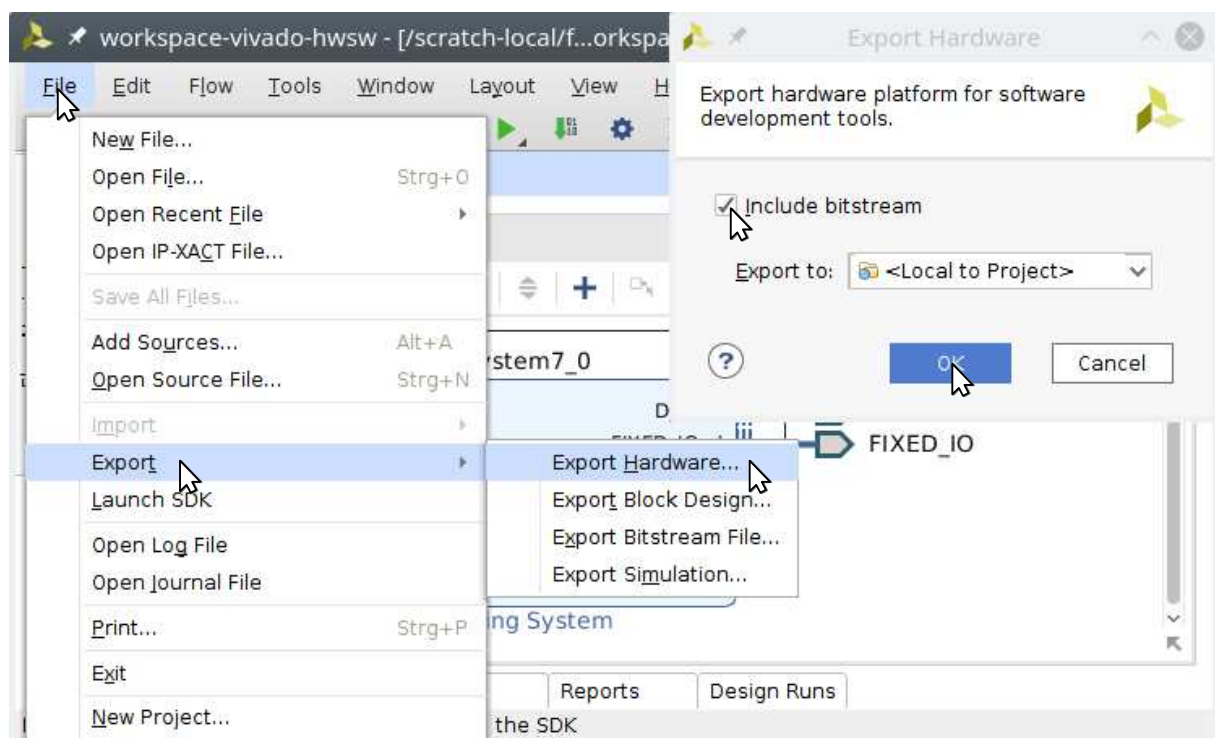 workspace-vivado-hwsw - [/scratch-local/f...orkspa
File Edit Flow Tools Window Layout View H
New File...
Open File... Strg+O
Open Recent File
Open IP-XACT File...
Save All Files...
Add Sources... Alt+A
Open Source File... Strg+N
Import
Export
Launch SDK
Open Log File
Open Journal File
Print... Strg+P
Exit
New Project...
Export Hardware...
Export Block Design...
Export Bitstream File...
Export Simulation...
ystem7_0
D
FIXED_IO
ing System
Reports Design Runs
the SDK
Export Hardware
Export hardware platform for software
development tools.
Include bitstream
Export to: <Local to Project>
?
OK Cancel